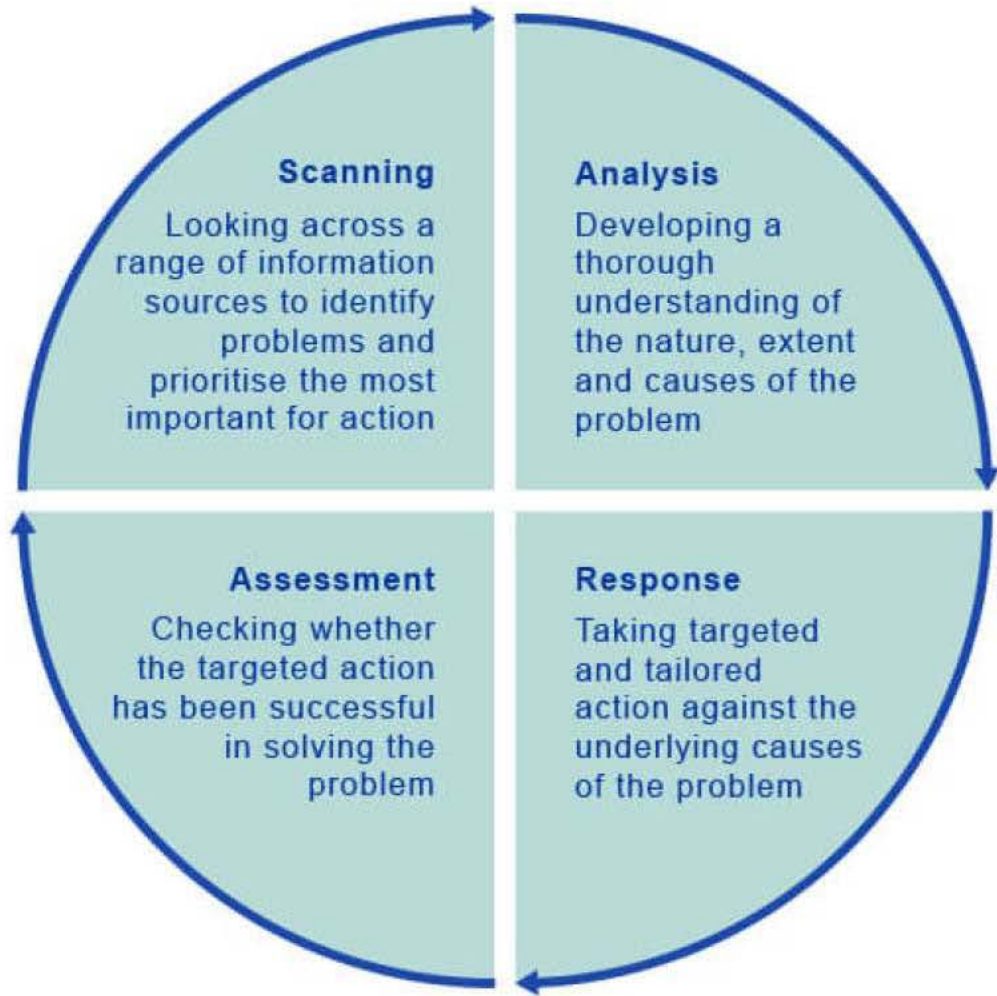 Scanning
Looking across a
range of information
sources to identify
problems and
prioritise the most
important for action
Analysis
Developing a
thorough
understanding of
the nature, extent
and causes of the
problem
Assessment
Checking whether
the targeted action
has been successful
in solving the
problem
Response
Taking targeted
and tailored
action against the
underlying causes
of the problem